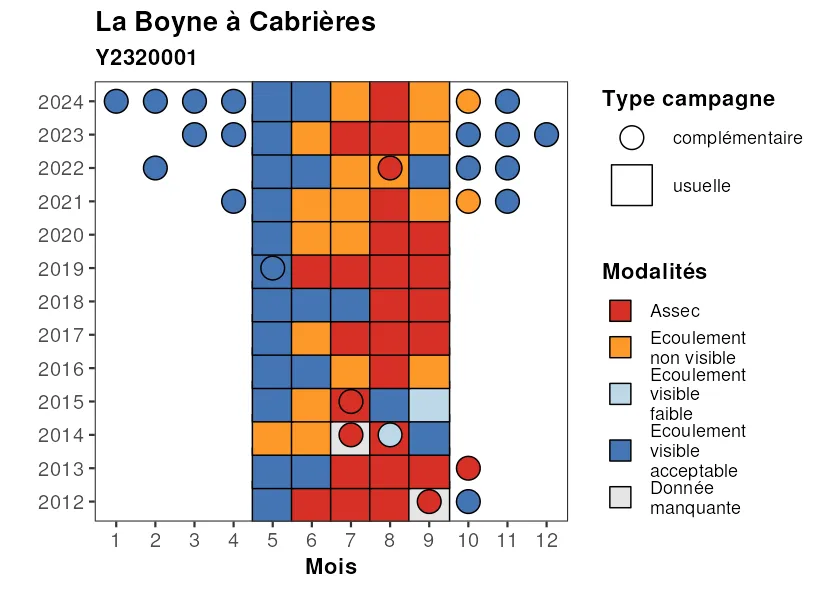 La Boyne à Cabrières
Y2320001
2024
2023
2022
2021
2020
2019
2018
2017
2016
2015
2014
2013
2012
1 2 3 4 5 6 7 8 9 10 11 12
Mois
Type campagne
complémentaire
usuelle
Modalités
Assec
Ecoulement
non visible
Ecoulement
visible
faible
Ecoulement
visible
acceptable
Donnée
manquante